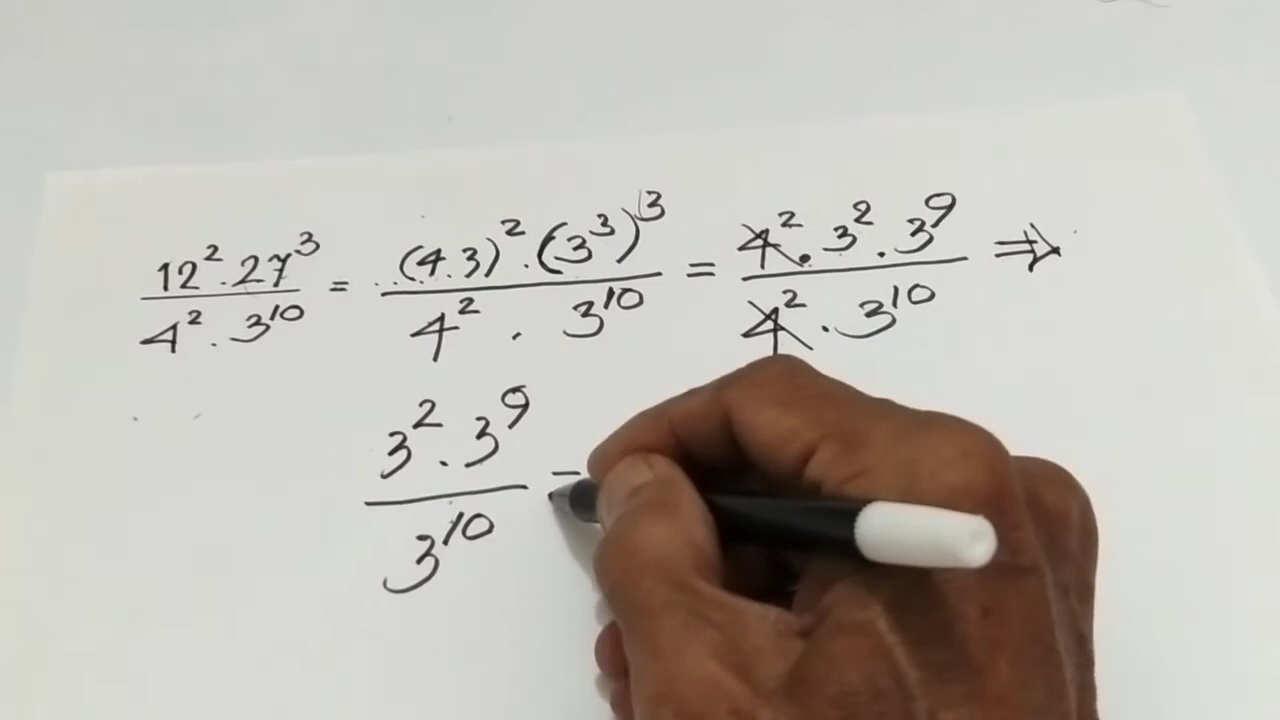 12² · 27³ / 4² · 3¹⁰ = (4 · 3)² · (3³)³ / 4² · 3¹⁰ = 4² · 3² · 3⁹ / 4² · 3¹⁰ ⇒
3² · 3⁹ / 3¹⁰ =